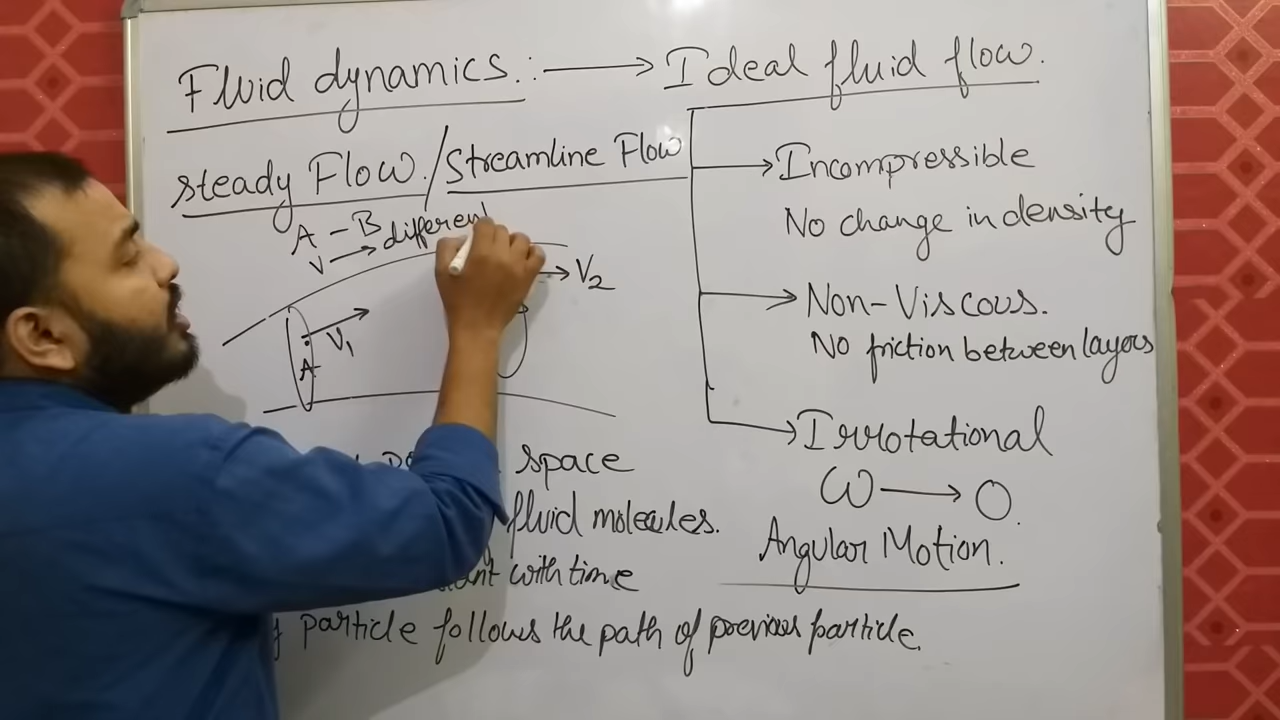 Fluid dynamics : → Ideal fluid flow.
steady Flow / Streamline Flow
A - B
V → different
V1
V2
A
space
fluid molecules.
with time
particle follows the path of previous particle.
Incompressible
No change in density
Non-Viscous.
No friction between layers
Irrotational
ω → 0.
Angular Motion.